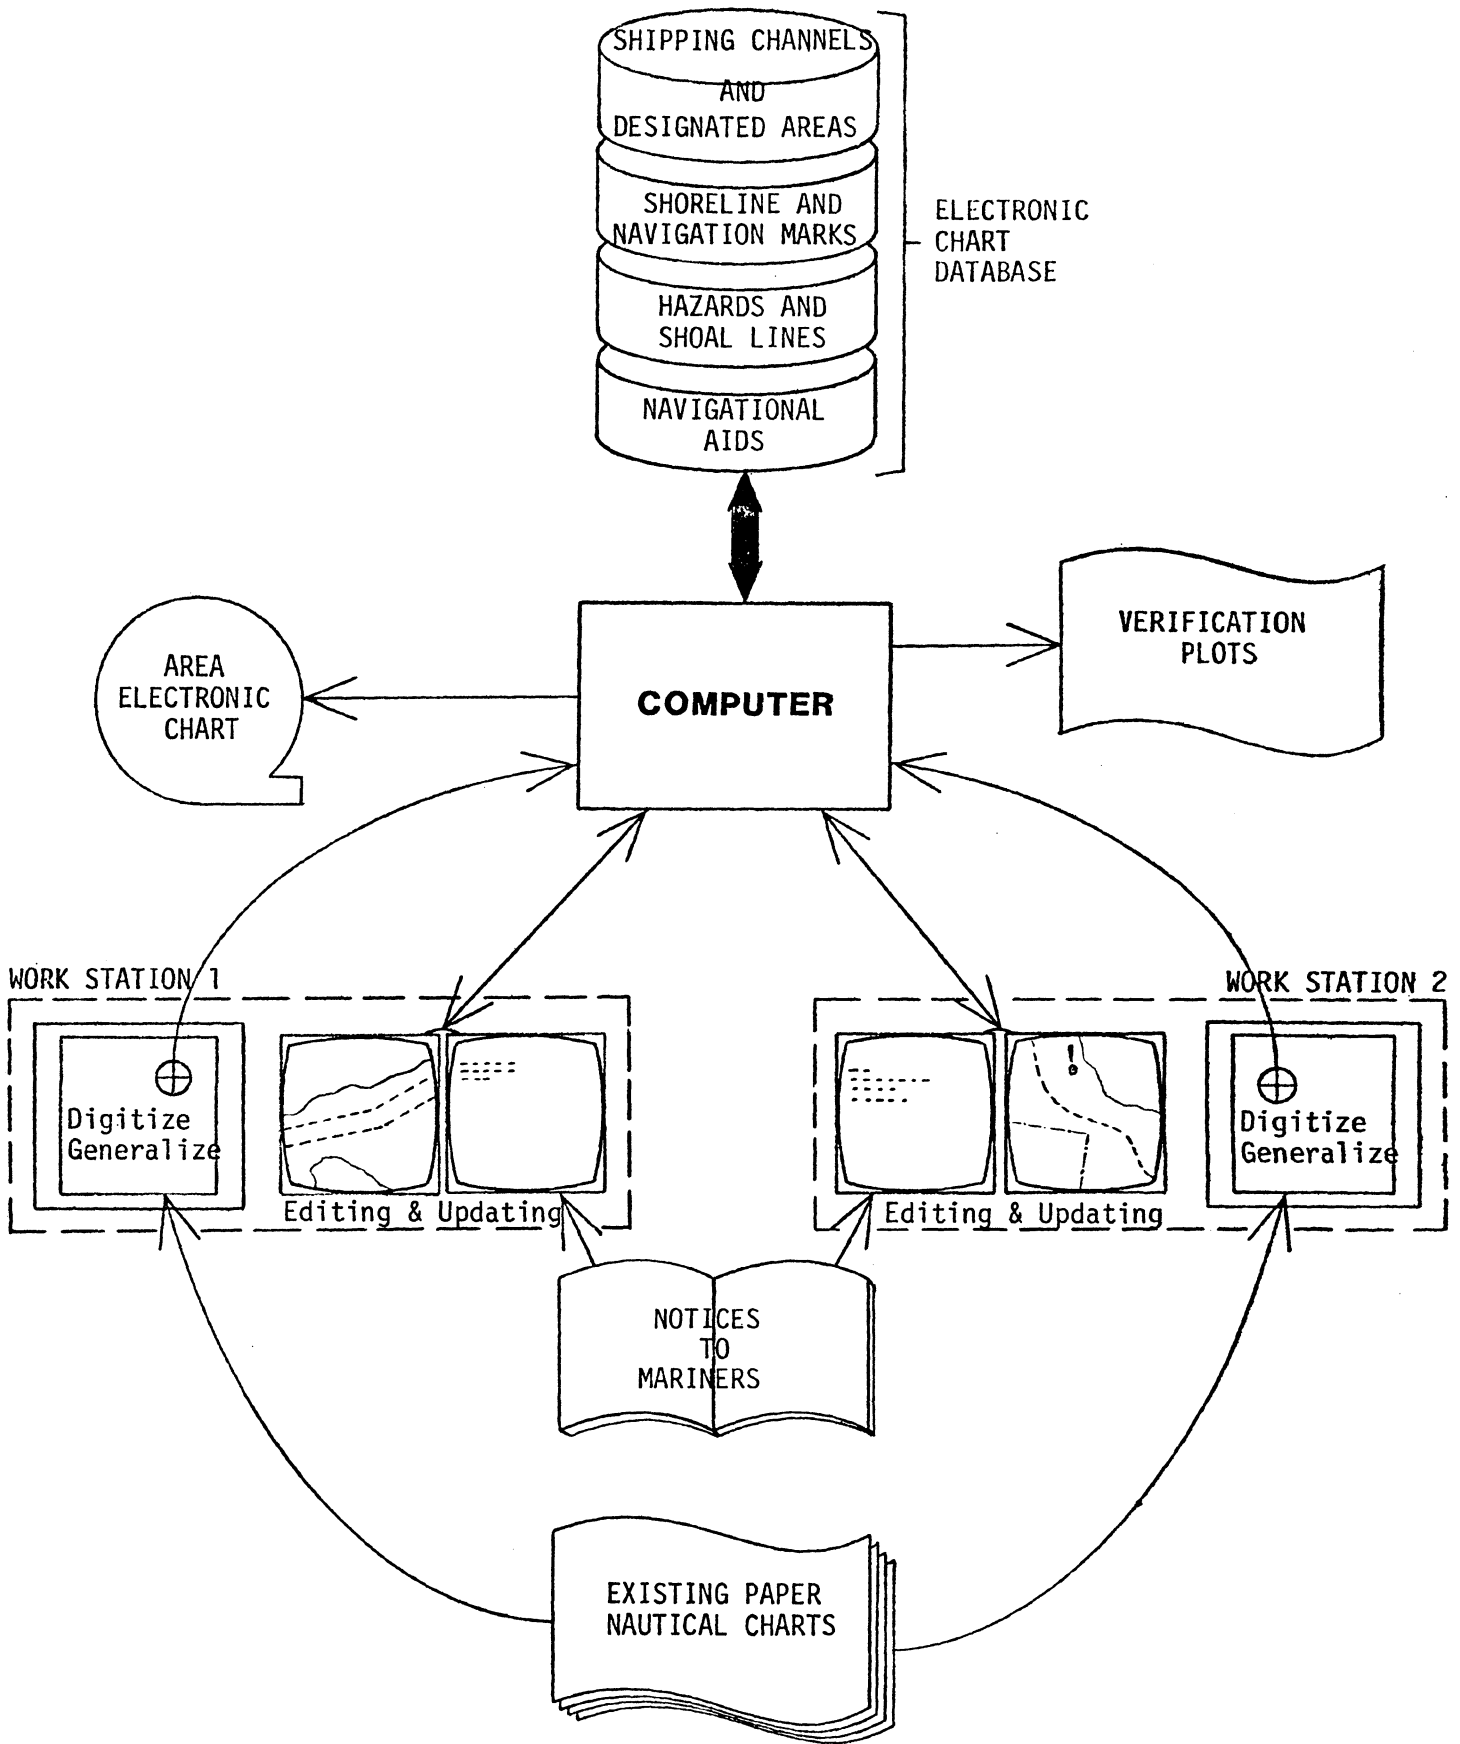 SHIPPING CHANNELS
AND
DESIGNATED AREAS
SHORELINE AND
NAVIGATION MARKS
HAZARDS AND
SHOAL LINES
NAVIGATIONAL
AIDS
ELECTRONIC
CHART
DATABASE
AREA
ELECTRONIC
CHART
COMPUTER
VERIFICATION
PLOTS
WORK STATION 1
Digitize
Generalize
Editing & Updating
WORK STATION 2
Digitize
Generalize
Editing & Updating
NOTICES
TO
MARINERS
EXISTING PAPER
NAUTICAL CHARTS